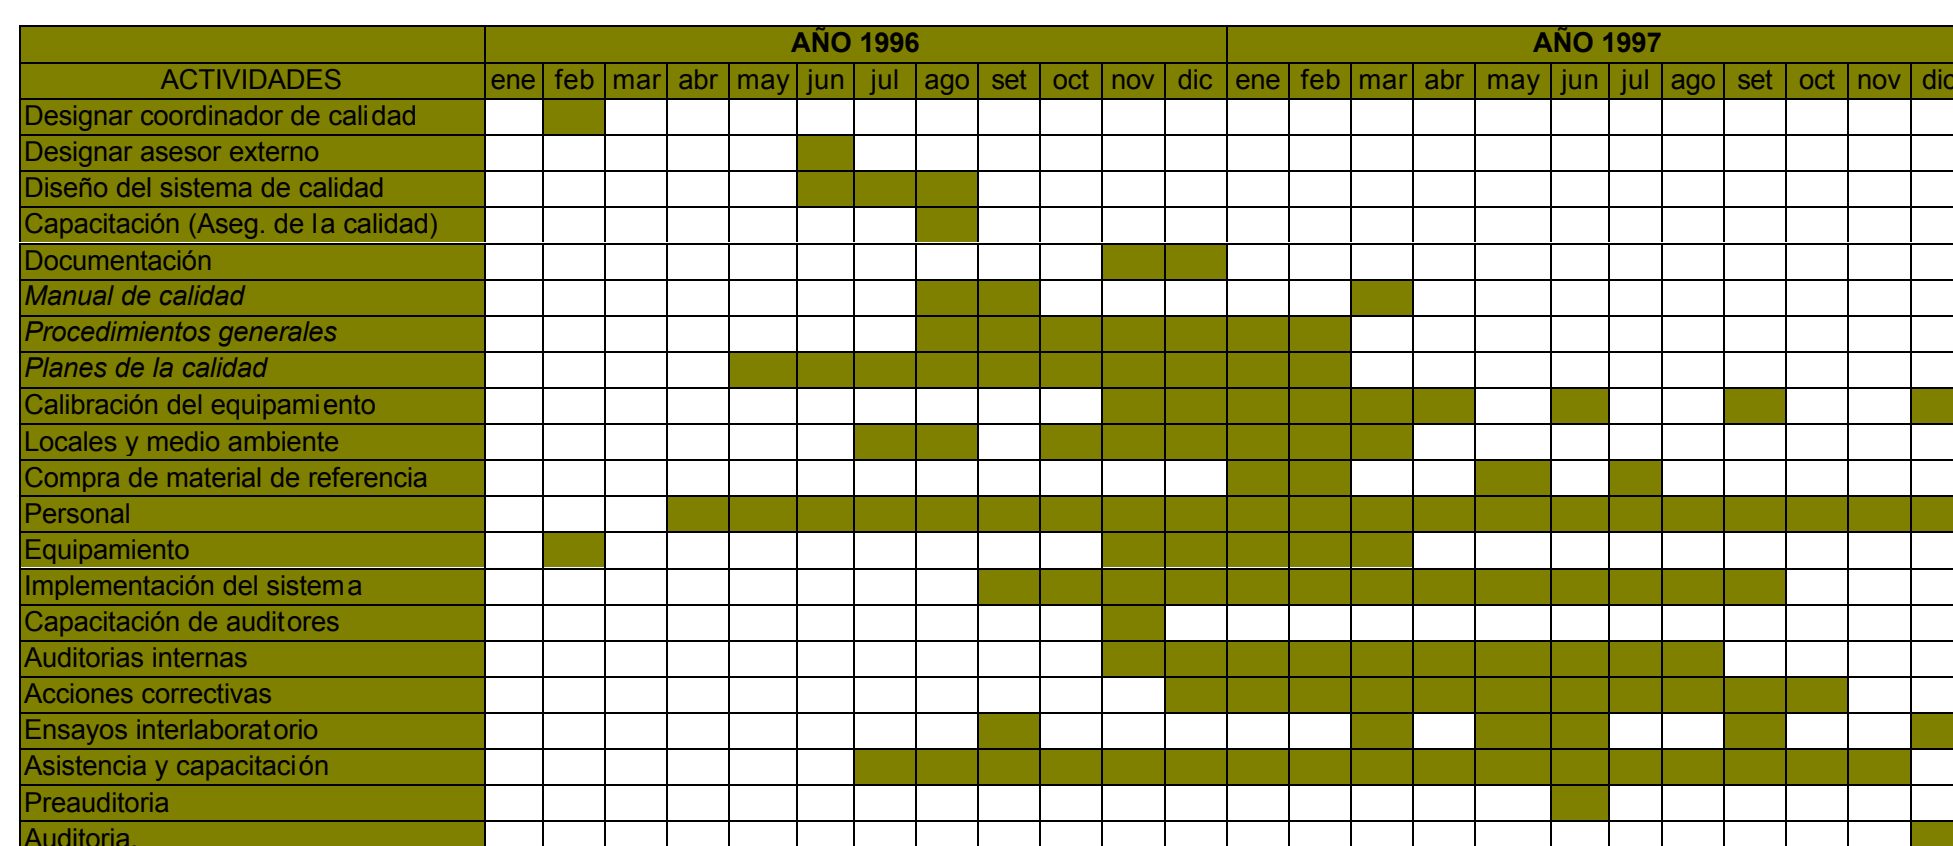 AÑO 1996 AÑO 1997
ACTIVIDADES ene feb mar abr may jun jul ago set oct nov dic ene feb mar abr may jun jul ago set oct nov dic
Designar coordinador de calidad
Designar asesor externo
Diseño del sistema de calidad
Capacitación (Aseg. de la calidad)
Documentación
Manual de calidad
Procedimientos generales
Planes de la calidad
Calibración del equipamiento
Locales y medio ambiente
Compra de material de referencia
Personal
Equipamiento
Implementación del sistema
Capacitación de auditores
Auditorias internas
Acciones correctivas
Ensayos interlaboratorio
Asistencia y capacitación
Preauditoria
Auditoria.